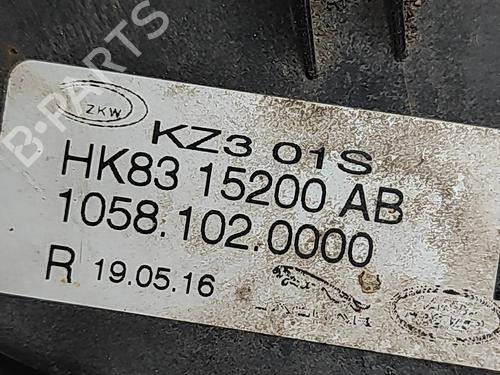 B-PARTS
ZKW
KZ3 01S
HK83 15200 AB
1058.102.0000
R 19.05.16